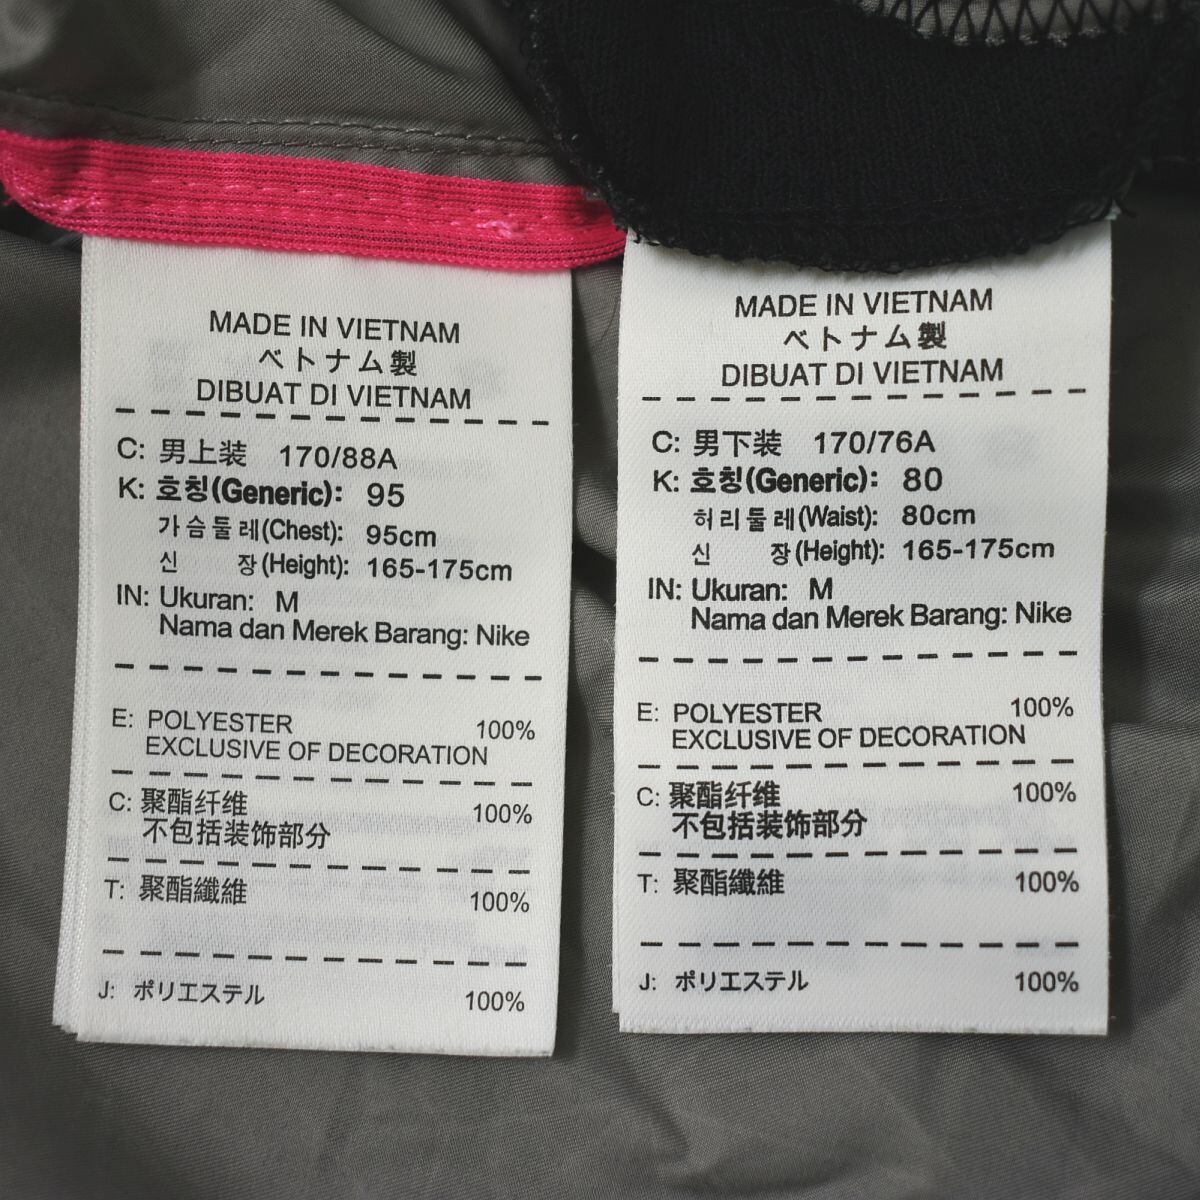 MADE IN VIETNAM
ベトナム製
DIBUAT DI VIETNAM
C: 男上装 170/88A
K: 호칭(Generic): 95
가슴둘레(Chest): 95cm
신 장(Height): 165-175cm
IN: Ukuran: M
Nama dan Merek Barang: Nike
E: POLYESTER 100%
EXCLUSIVE OF DECORATION
C: 聚酯纤维 100%
不包括装饰部分
T: 聚酯纖維 100%
J: ポリエステル 100%
MADE IN VIETNAM
ベトナム製
DIBUAT DI VIETNAM
C: 男下装 170/76A
K: 호칭(Generic): 80
허리둘레(Waist): 80cm
신 장(Height): 165-175cm
IN: Ukuran: M
Nama dan Merek Barang: Nike
E: POLYESTER 100%
EXCLUSIVE OF DECORATION
C: 聚酯纤维 100%
不包括装饰部分
T: 聚酯纖維 100%
J: ポリエステル 100%